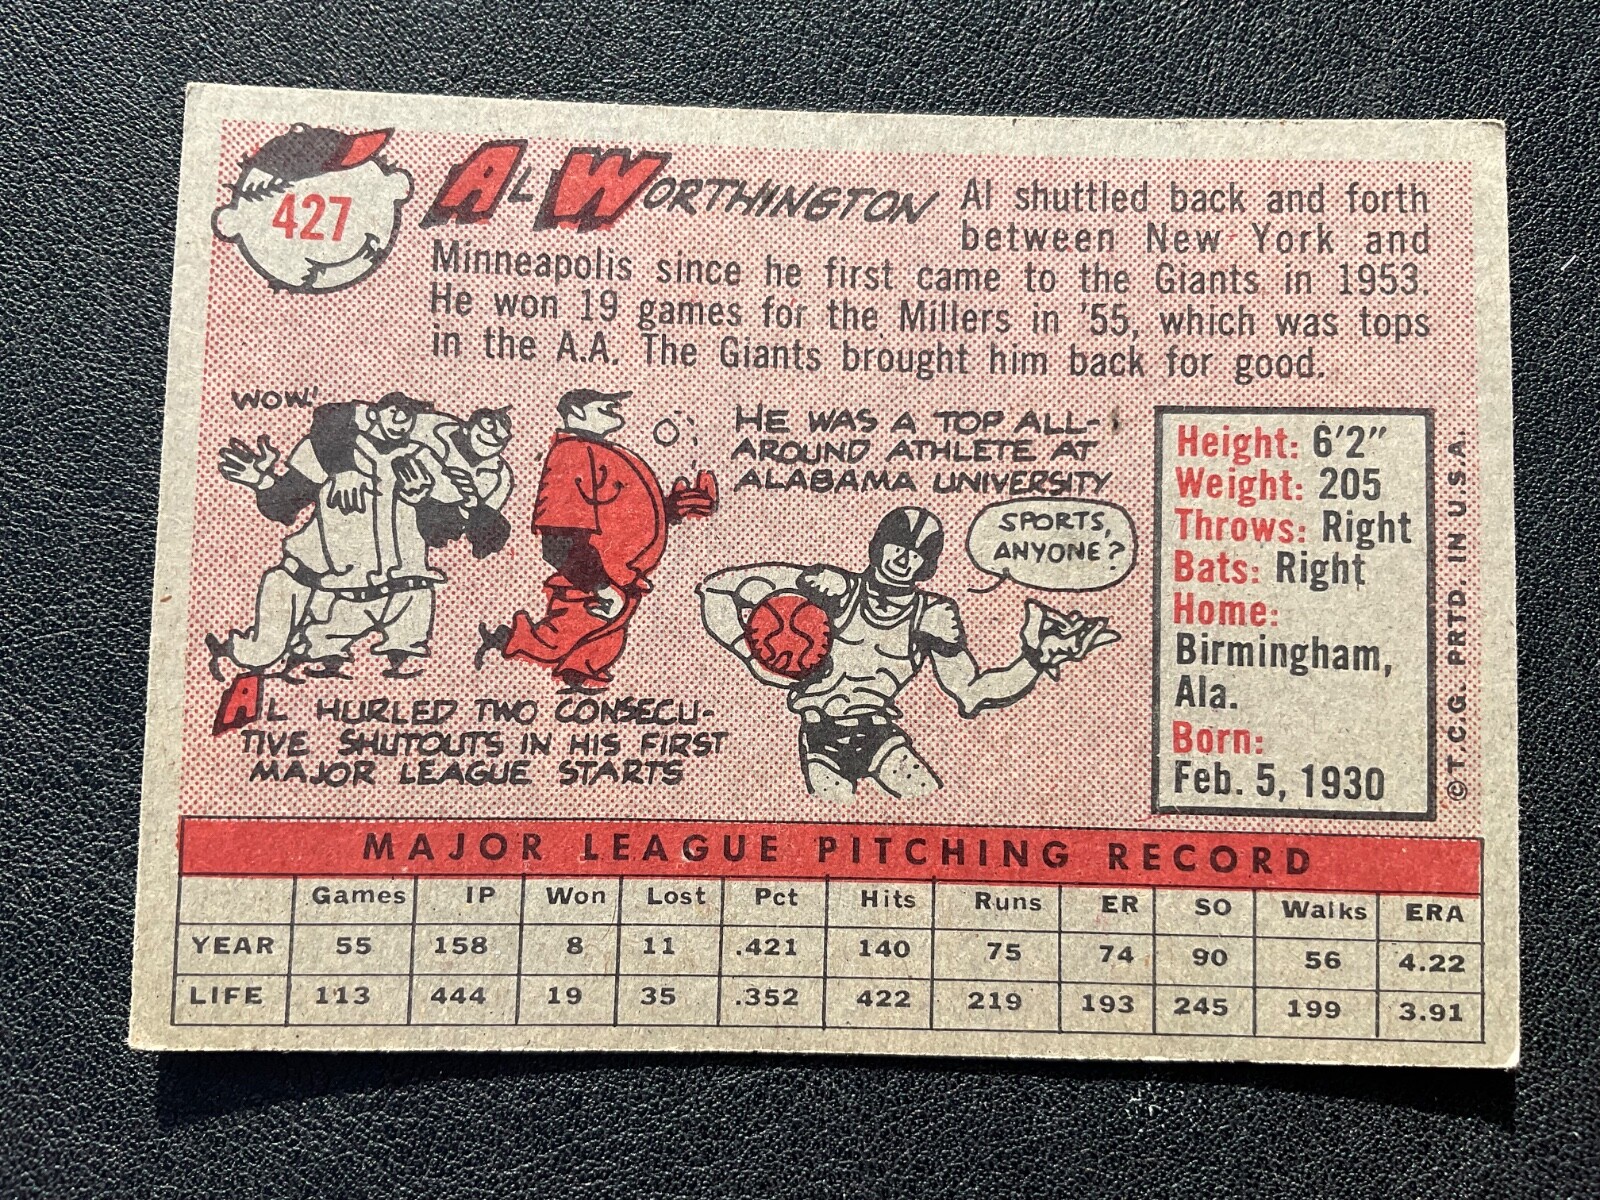 427
AL WORTHINGTON
Al shuttled back and forth
between New York and
Minneapolis since he first came to the Giants in 1953.
He won 19 games for the Millers in '55, which was tops
in the A.A. The Giants brought him back for good.
WOW!
AL HURLED TWO CONSECU-
TIVE SHUTOUTS IN HIS FIRST
MAJOR LEAGUE STARTS
HE WAS A TOP ALL-
AROUND ATHLETE AT
ALABAMA UNIVERSITY
SPORTS,
ANYONE?
Height: 6'2"
Weight: 205
Throws: Right
Bats: Right
Home:
Birmingham,
Ala.
Born:
Feb. 5, 1930
© T.C.G. PRTD. IN U.S.A.
MAJOR LEAGUE PITCHING RECORD
Games IP Won Lost Pct Hits Runs ER SO Walks ERA
YEAR 55 158 8 11 .421 140 75 74 90 56 4.22
LIFE 113 444 19 35 .352 422 219 193 245 199 3.91